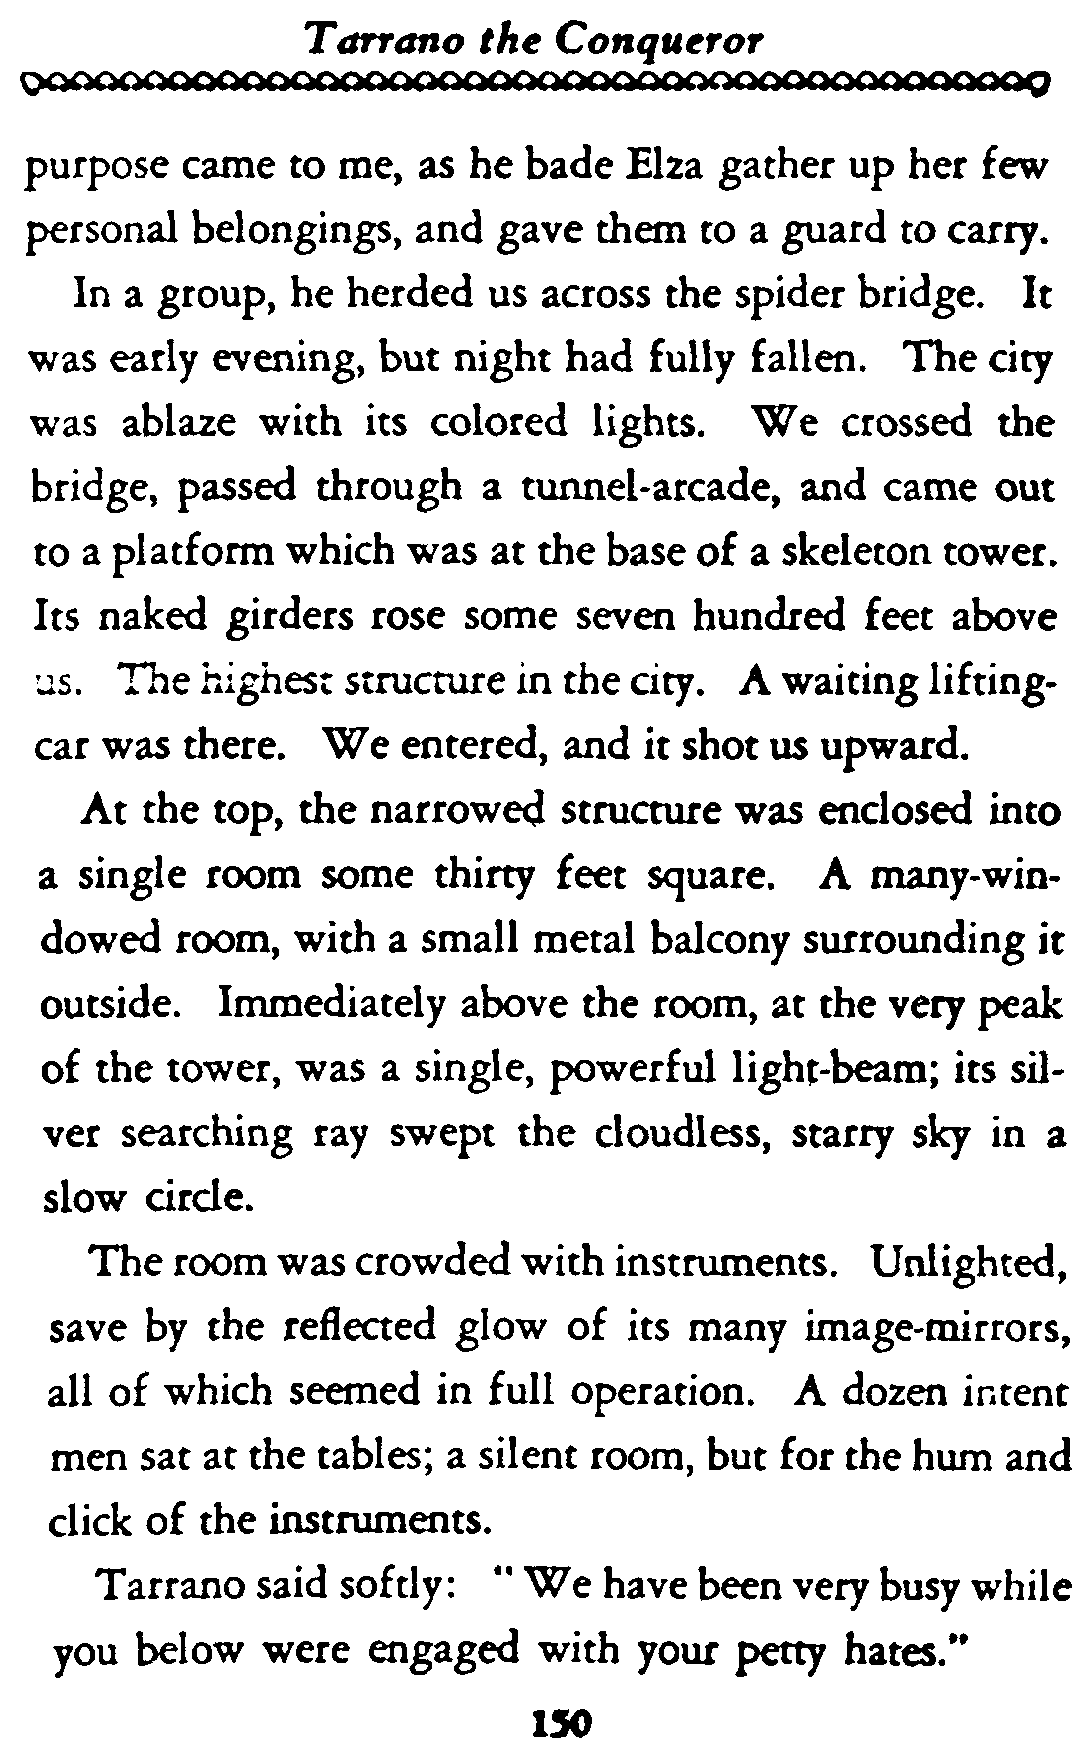 Tarrano the Conqueror
purpose came to me, as he bade Elza gather up her few
personal belongings, and gave them to a guard to carry.
In a group, he herded us across the spider bridge. It
was early evening, but night had fully fallen. The city
was ablaze with its colored lights. We crossed the
bridge, passed through a tunnel-arcade, and came out
to a platform which was at the base of a skeleton tower.
Its naked girders rose some seven hundred feet above
us. The highest structure in the city. A waiting lifting-
car was there. We entered, and it shot us upward.
At the top, the narrowed structure was enclosed into
a single room some thirty feet square. A many-win-
dowed room, with a small metal balcony surrounding it
outside. Immediately above the room, at the very peak
of the tower, was a single, powerful light-beam; its sil-
ver searching ray swept the cloudless, starry sky in a
slow circle.
The room was crowded with instruments. Unlighted,
save by the reflected glow of its many image-mirrors,
all of which seemed in full operation. A dozen intent
men sat at the tables; a silent room, but for the hum and
click of the instruments.
Tarrano said softly: "We have been very busy while
you below were engaged with your petty hates."
150